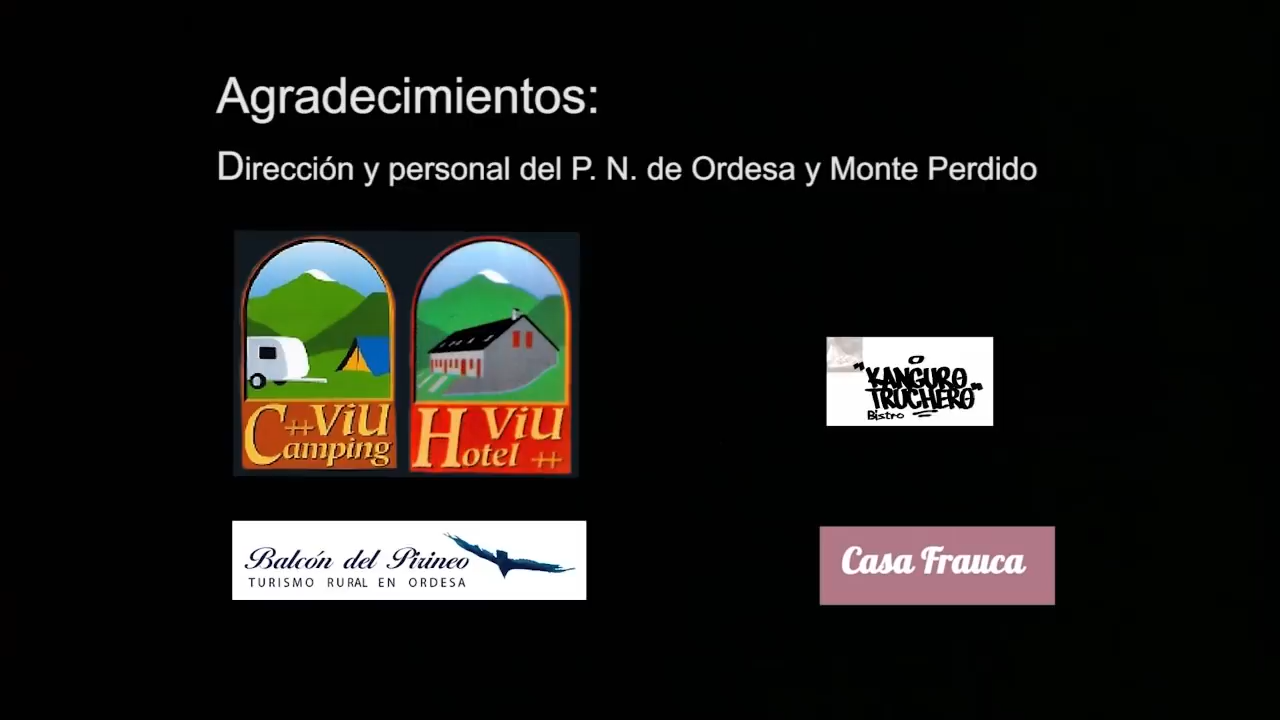 Agradecimientos:
Dirección y personal del P. N. de Ordesa y Monte Perdido
Viu
Camping
Viu
Hotel
"KANGURO
TRUCHERO"
Bistro
Balcón del Pirineo
TURISMO RURAL EN ORDESA
Casa Frauca